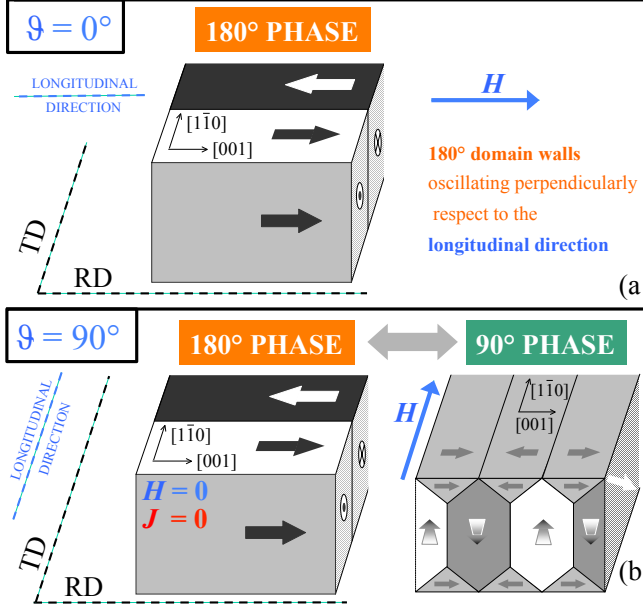 ϑ = 0°
180° PHASE
LONGITUDINAL
DIRECTION
H
[11̄0]
[001]
180° domain walls
oscillating perpendicularly
respect to the
longitudinal direction
TD
RD
(a
ϑ = 90°
180° PHASE
90° PHASE
LONGITUDINAL
DIRECTION
TD
RD
[11̄0]
[001]
H = 0
J = 0
H
[11̄0]
[001]
(b